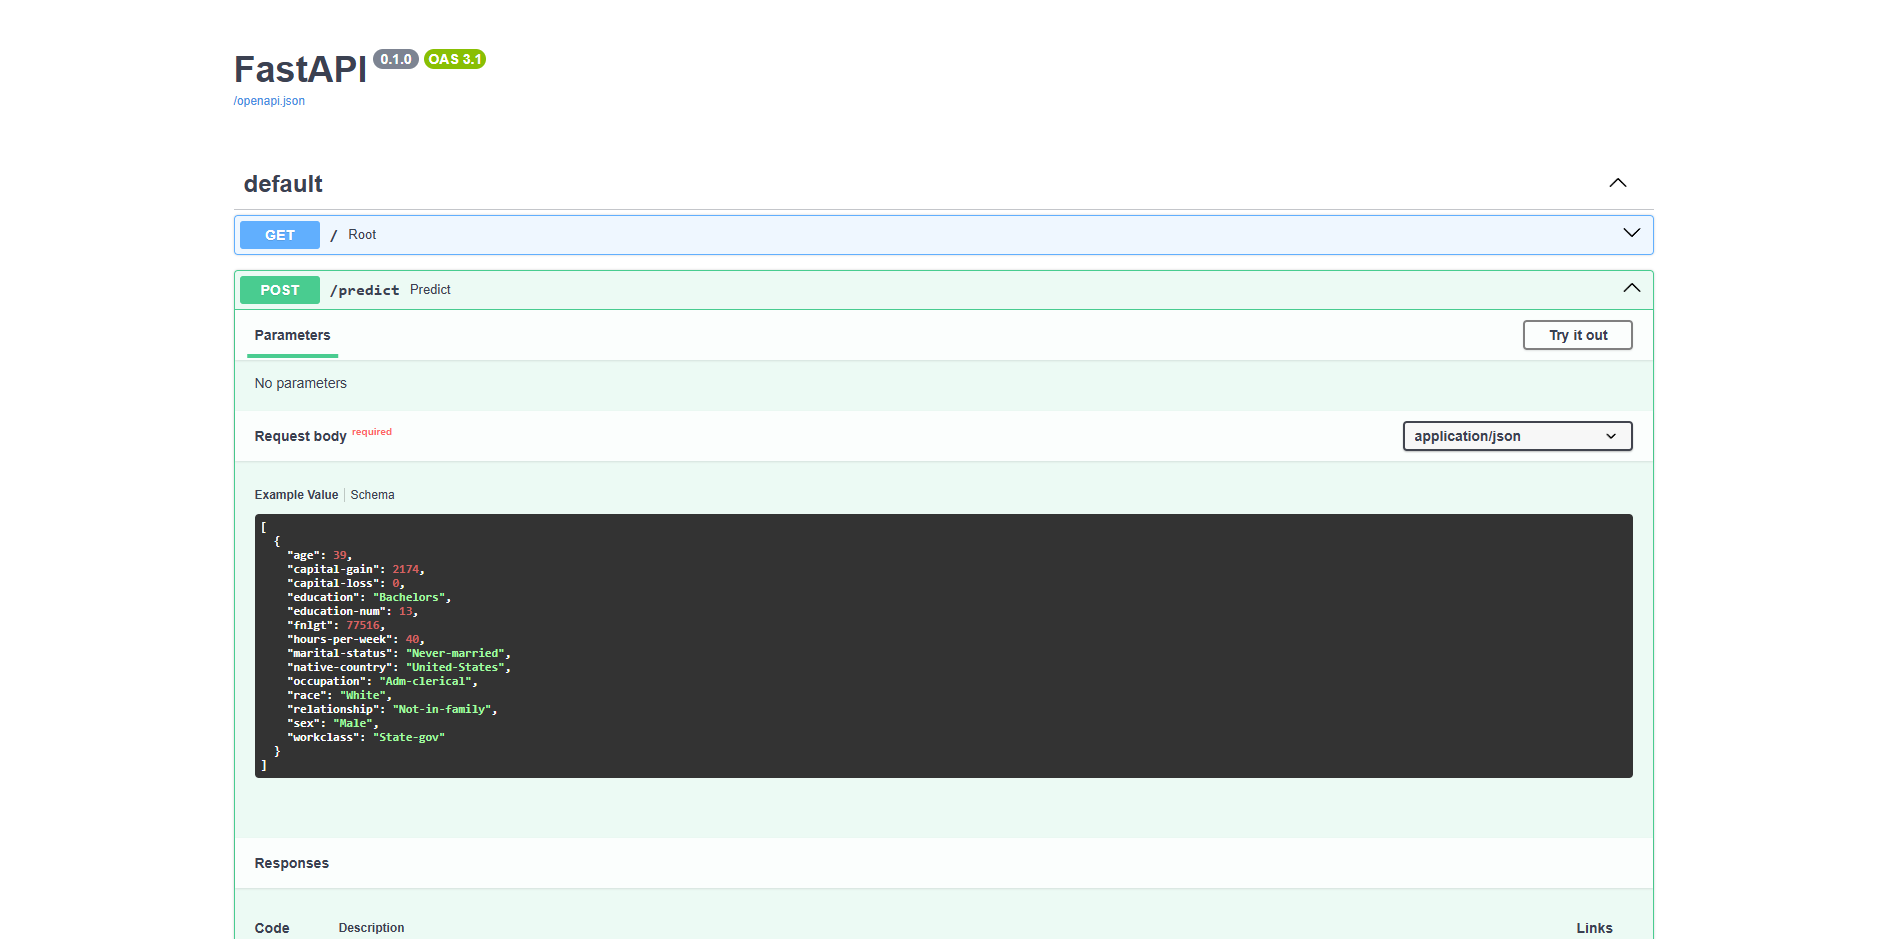 FastAPI 0.1.0 OAS 3.1
/openapi.json
default
GET / Root
POST /predict Predict
Parameters Try it out
No parameters
Request body required application/json
Example Value | Schema
[
  {
    "age": 39,
    "capital-gain": 2174,
    "capital-loss": 0,
    "education": "Bachelors",
    "education-num": 13,
    "fnlgt": 77516,
    "hours-per-week": 40,
    "marital-status": "Never-married",
    "native-country": "United-States",
    "occupation": "Adm-clerical",
    "race": "White",
    "relationship": "Not-in-family",
    "sex": "Male",
    "workclass": "State-gov"
  }
]
Responses
Code Description Links